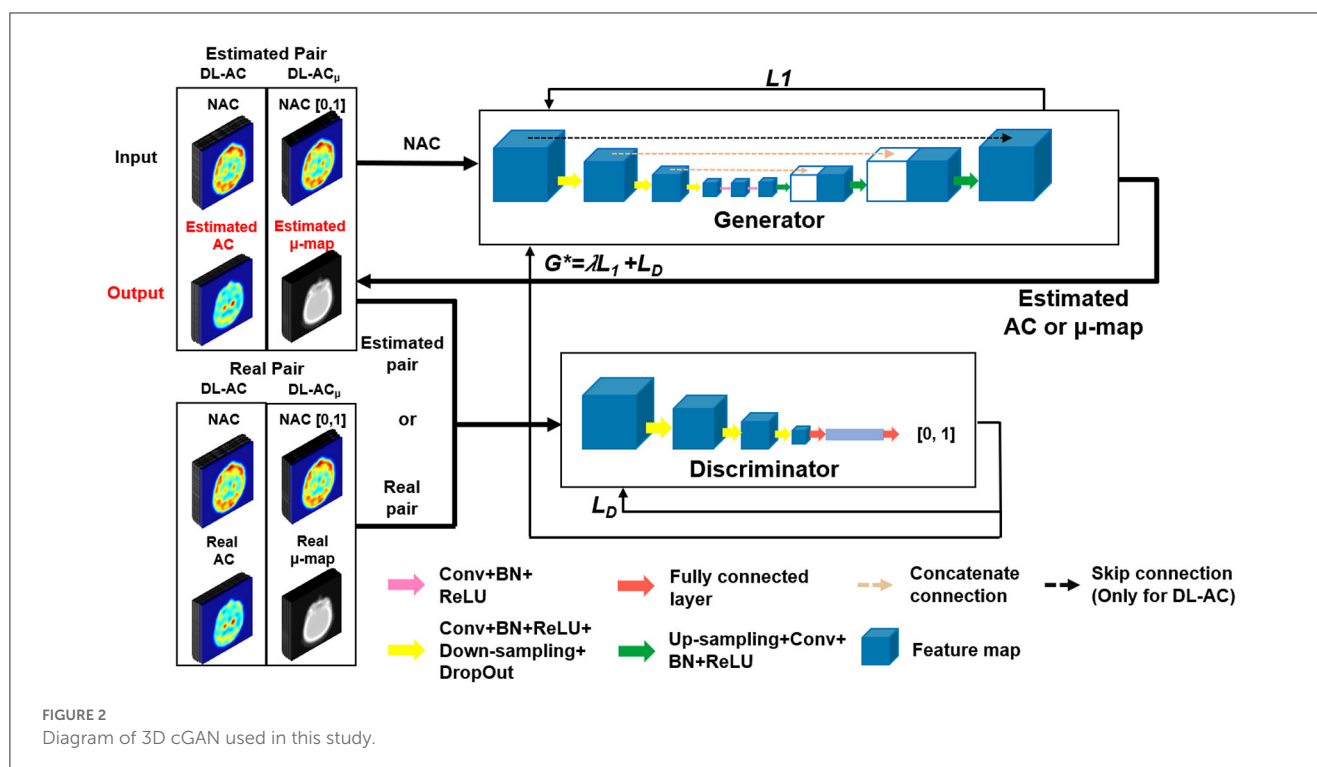 Estimated Pair
DL-AC
DL-ACμ
NAC
NAC [0,1]
Input
Estimated
AC
Estimated
μ-map
Output
Real Pair
DL-AC
DL-ACμ
NAC
NAC [0,1]
Real
AC
Real
μ-map
NAC
L1
Generator
G*=λL1+LD
Estimated
AC or μ-map
Estimated
pair
or
Real
pair
[0, 1]
Discriminator
LD
Conv+BN+
ReLU
Fully connected
layer
Concatenate
connection
Skip connection
(Only for DL-AC)
Conv+BN+ReLU+
Down-sampling+
DropOut
Up-sampling+Conv+
BN+ReLU
Feature map
FIGURE 2
Diagram of 3D cGAN used in this study.